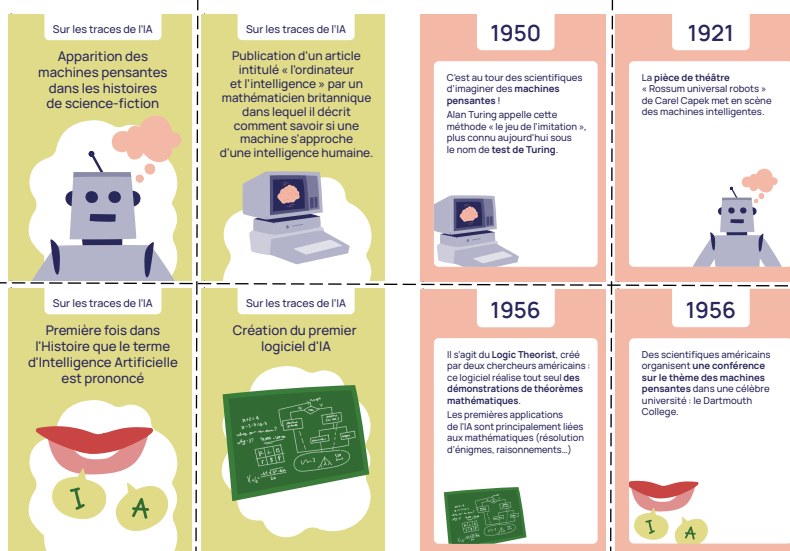 Sur les traces de l'IA
Apparition des
machines pensantes
dans les histoires
de science-fiction
Sur les traces de l'IA
Publication d'un article
intitulé « l'ordinateur
et l'intelligence » par un
mathématicien britannique
dans lequel il décrit
comment savoir si une
machine s'approche
d'une intelligence humaine.
1950
C'est au tour des scientifiques
d'imaginer des machines
pensantes !
Alan Turing appelle cette
méthode « le jeu de l'imitation »,
plus connu aujourd'hui sous
le nom de test de Turing.
1921
La pièce de théâtre
« Rossum universal robots »
de Carel Capek met en scène
des machines intelligentes.
Sur les traces de l'IA
Première fois dans
l'Histoire que le terme
d'Intelligence Artificielle
est prononcé
I
A
Sur les traces de l'IA
Création du premier
logiciel d'IA
1956
Il s'agit du Logic Theorist, créé
par deux chercheurs américains :
ce logiciel réalise tout seul des
démonstrations de théorèmes
mathématiques.
Les premières applications
de l'IA sont principalement liées
aux mathématiques (résolution
d'énigmes, raisonnements...)
1956
Des scientifiques américains
organisent une conférence
sur le thème des machines
pensantes dans une célèbre
université : le Dartmouth
College.
I
A